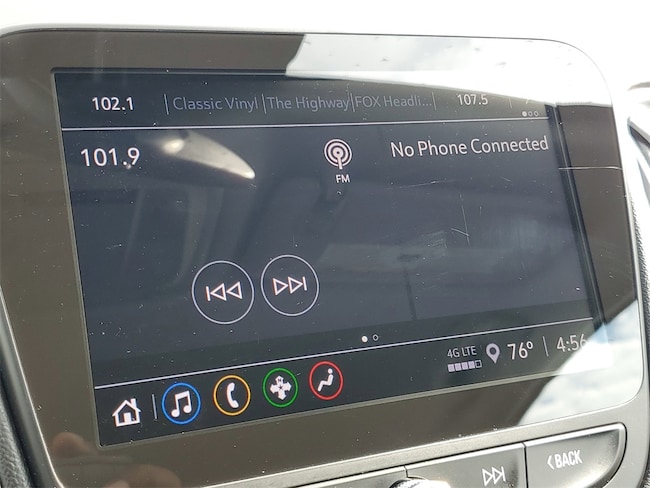 102.1 Classic Vinyl The Highway FOX Headli... 107.5
101.9 FM No Phone Connected
4G LTE 76° 4:56
< BACK